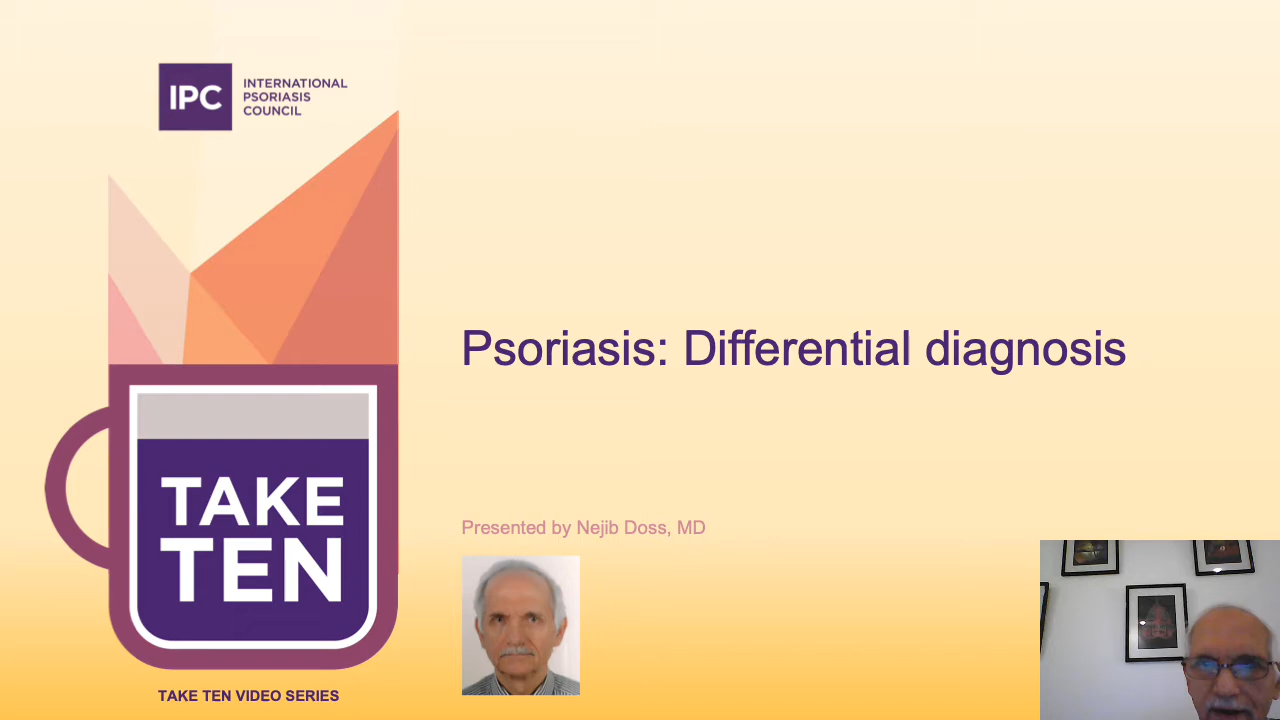 IPC
INTERNATIONAL
PSORIASIS
COUNCIL
Psoriasis: Differential diagnosis
TAKE
TEN
Presented by Nejib Doss, MD
TAKE TEN VIDEO SERIES